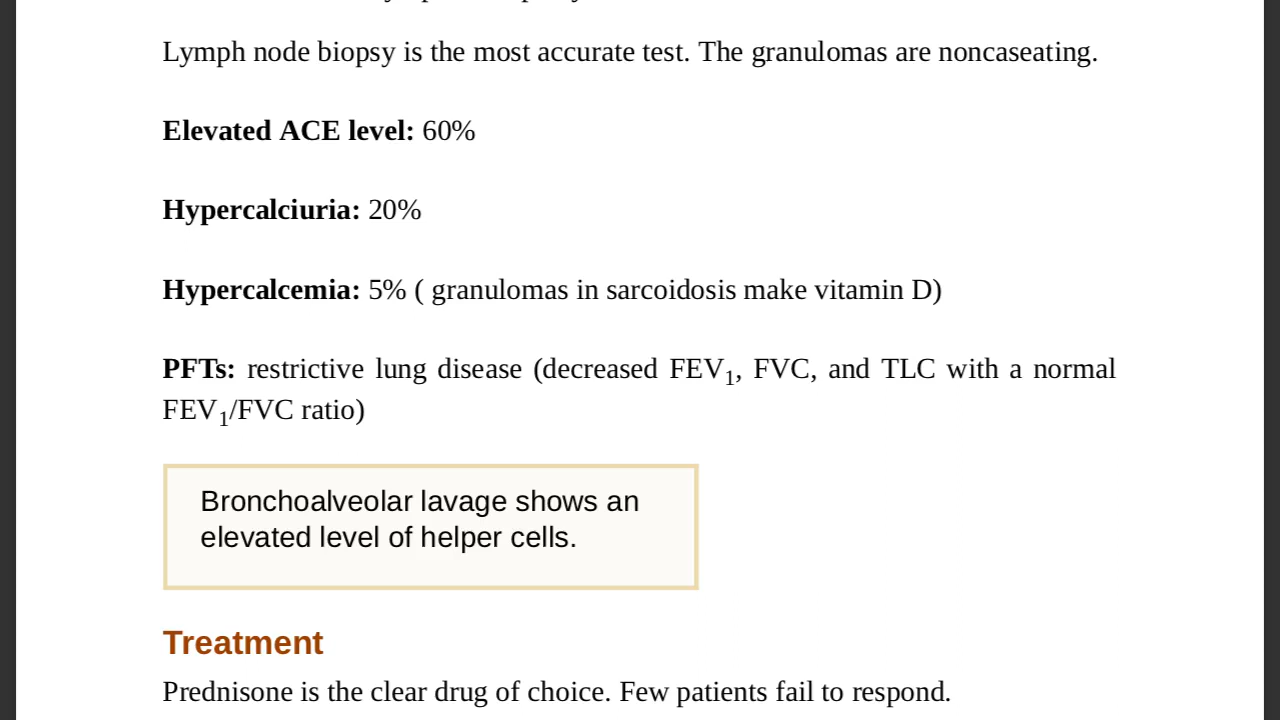 Lymph node biopsy is the most accurate test. The granulomas are noncaseating.
Elevated ACE level: 60%
Hypercalciuria: 20%
Hypercalcemia: 5% ( granulomas in sarcoidosis make vitamin D)
PFTs: restrictive lung disease (decreased FEV₁, FVC, and TLC with a normal
FEV₁/FVC ratio)
Bronchoalveolar lavage shows an
elevated level of helper cells.
Treatment
Prednisone is the clear drug of choice. Few patients fail to respond.